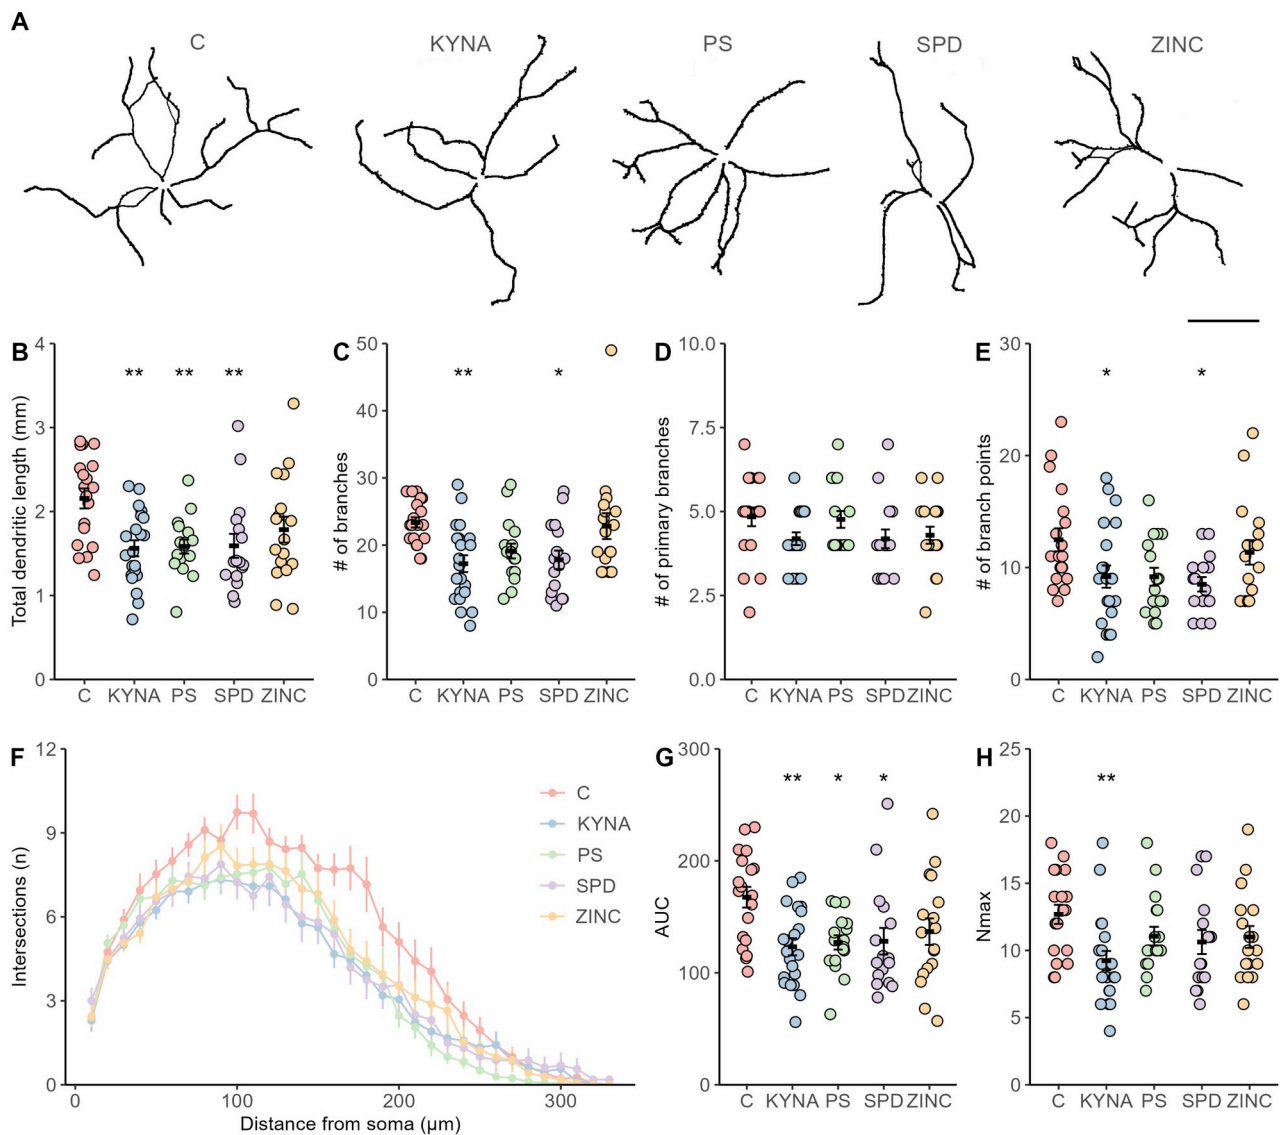 A
C KYNA PS SPD ZINC
B
Total dendritic length (mm)
4
3
2
1
0
** ** **
C KYNA PS SPD ZINC
C
# of branches
50
40
30
20
10
0
** *
C KYNA PS SPD ZINC
D
# of primary branches
10.0
7.5
5.0
2.5
0.0
C KYNA PS SPD ZINC
E
# of branch points
30
20
10
0
* *
C KYNA PS SPD ZINC
F
Intersections (n)
12
9
6
3
0
0 100 200 300
Distance from soma (µm)
C
KYNA
PS
SPD
ZINC
G
AUC
300
200
100
0
** * *
C KYNA PS SPD ZINC
H
Nmax
25
20
15
10
5
0
**
C KYNA PS SPD ZINC